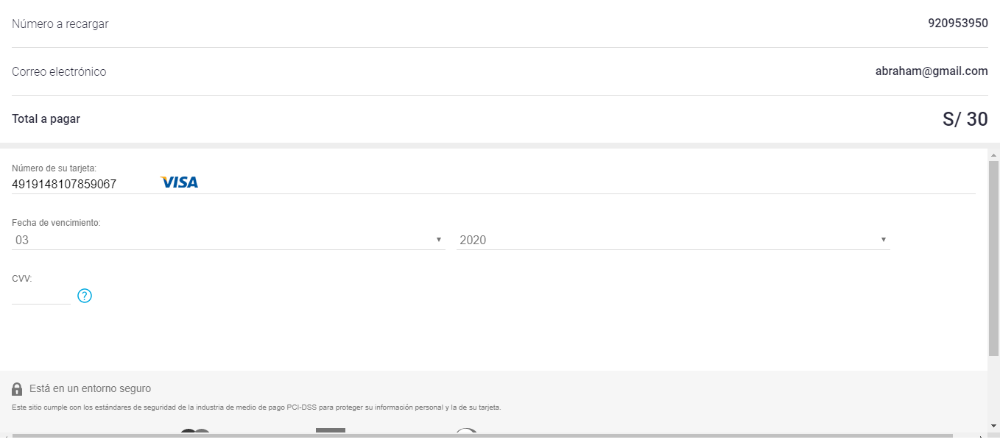 Número a recargar 920953950
Correo electrónico abraham@gmail.com
Total a pagar S/ 30
Número de su tarjeta:
4919148107859067 VISA
Fecha de vencimiento:
03 2020
CVV:
?
Está en un entorno seguro
Este sitio cumple con los estándares de seguridad de la industria de medio de pago PCI-DSS para proteger su información personal y la de su tarjeta.